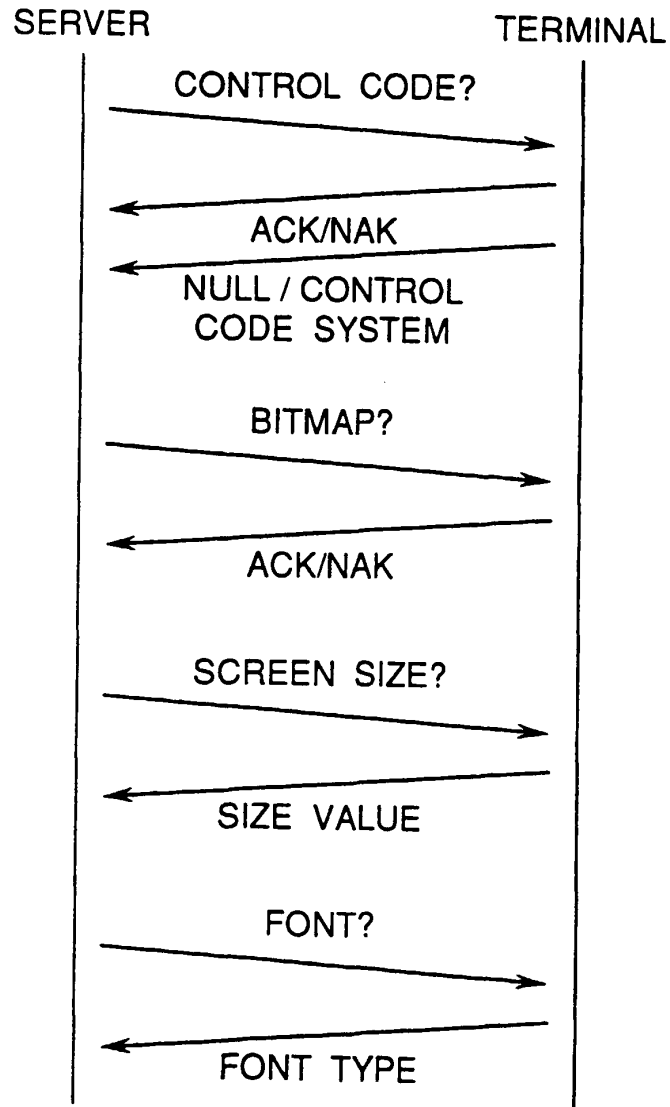 SERVER
TERMINAL
CONTROL CODE?
ACK/NAK
NULL / CONTROL
CODE SYSTEM
BITMAP?
ACK/NAK
SCREEN SIZE?
SIZE VALUE
FONT?
FONT TYPE